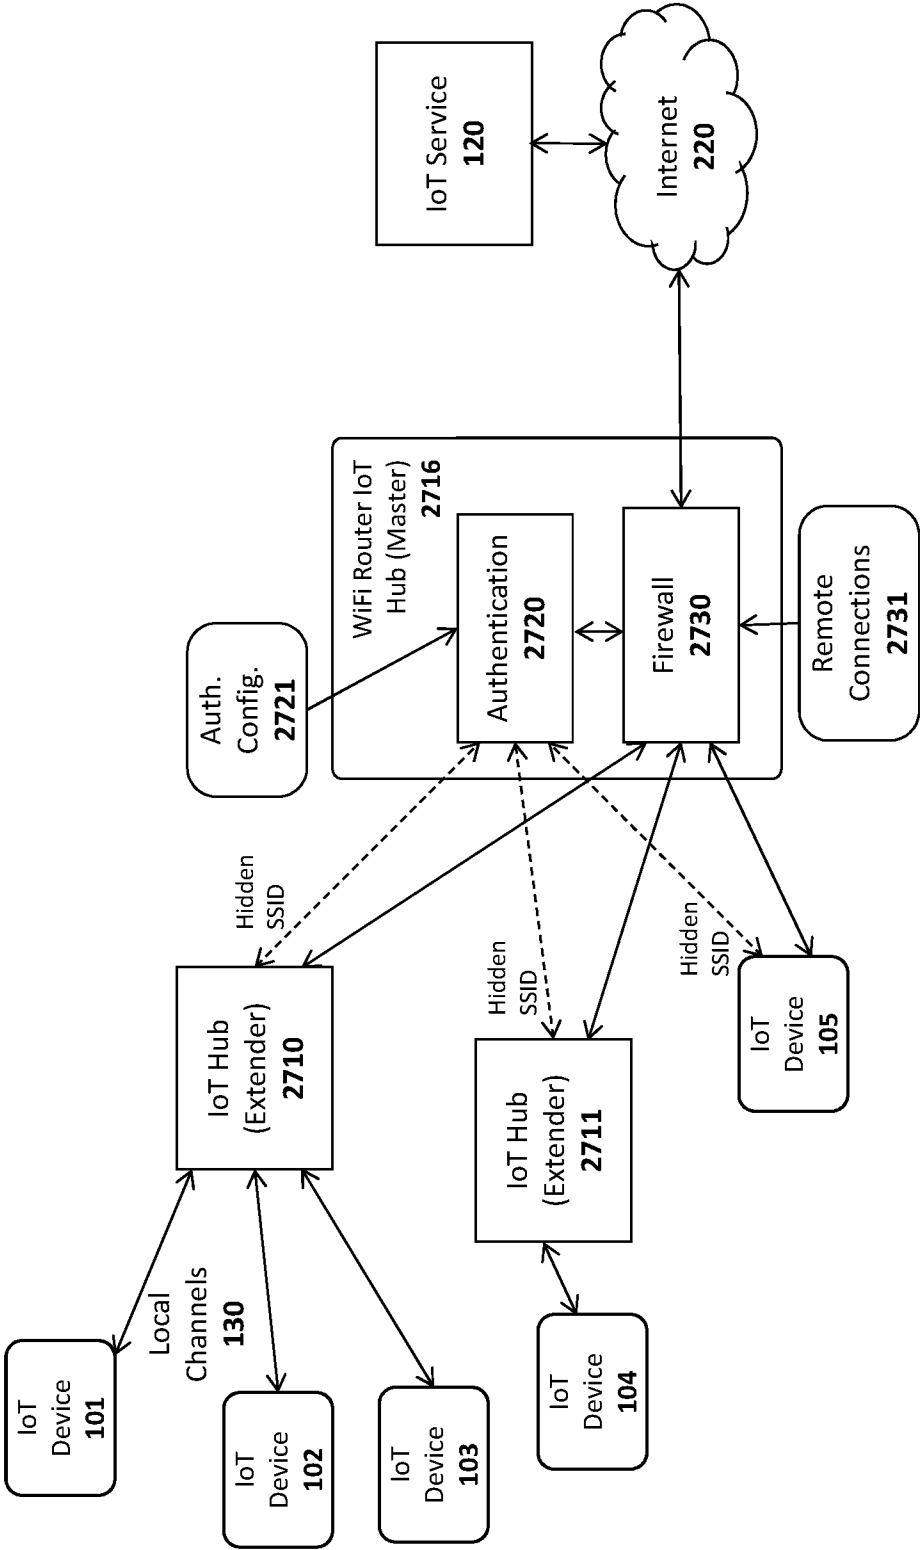 IoT
Device
101
IoT
Device
102
IoT
Device
103
IoT
Device
104
Local
Channels
130
IoT Hub
(Extender)
2710
IoT Hub
(Extender)
2711
IoT
Device
105
Hidden
SSID
Hidden
SSID
Hidden
SSID
Auth.
Config.
2721
WiFi Router IoT
Hub (Master)
2716
Authentication
2720
Firewall
2730
Remote
Connections
2731
IoT Service
120
Internet
220